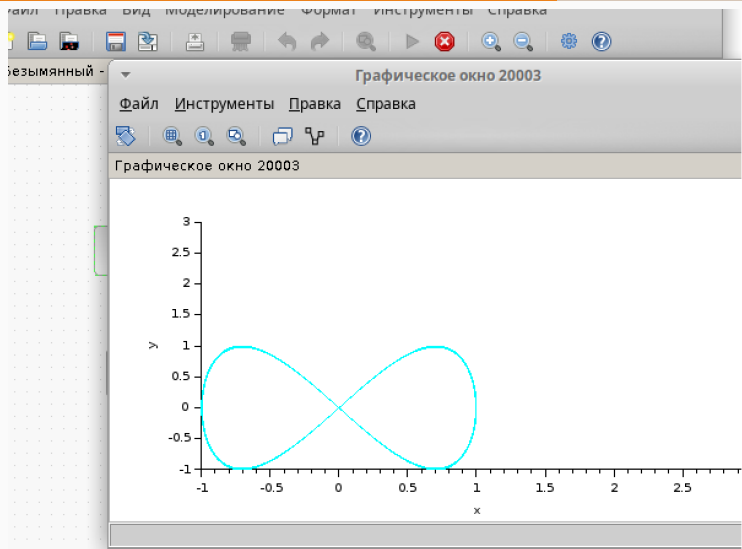 Файл Правка Вид Моделирование Формат Инструменты Справка
Безымянный -
Графическое окно 20003
Файл Инструменты Правка Справка
Графическое окно 20003
3
2.5
2
1.5
y
1
0.5
0
-0.5
-1
-1 -0.5 0 0.5 1 1.5 2 2.5
x